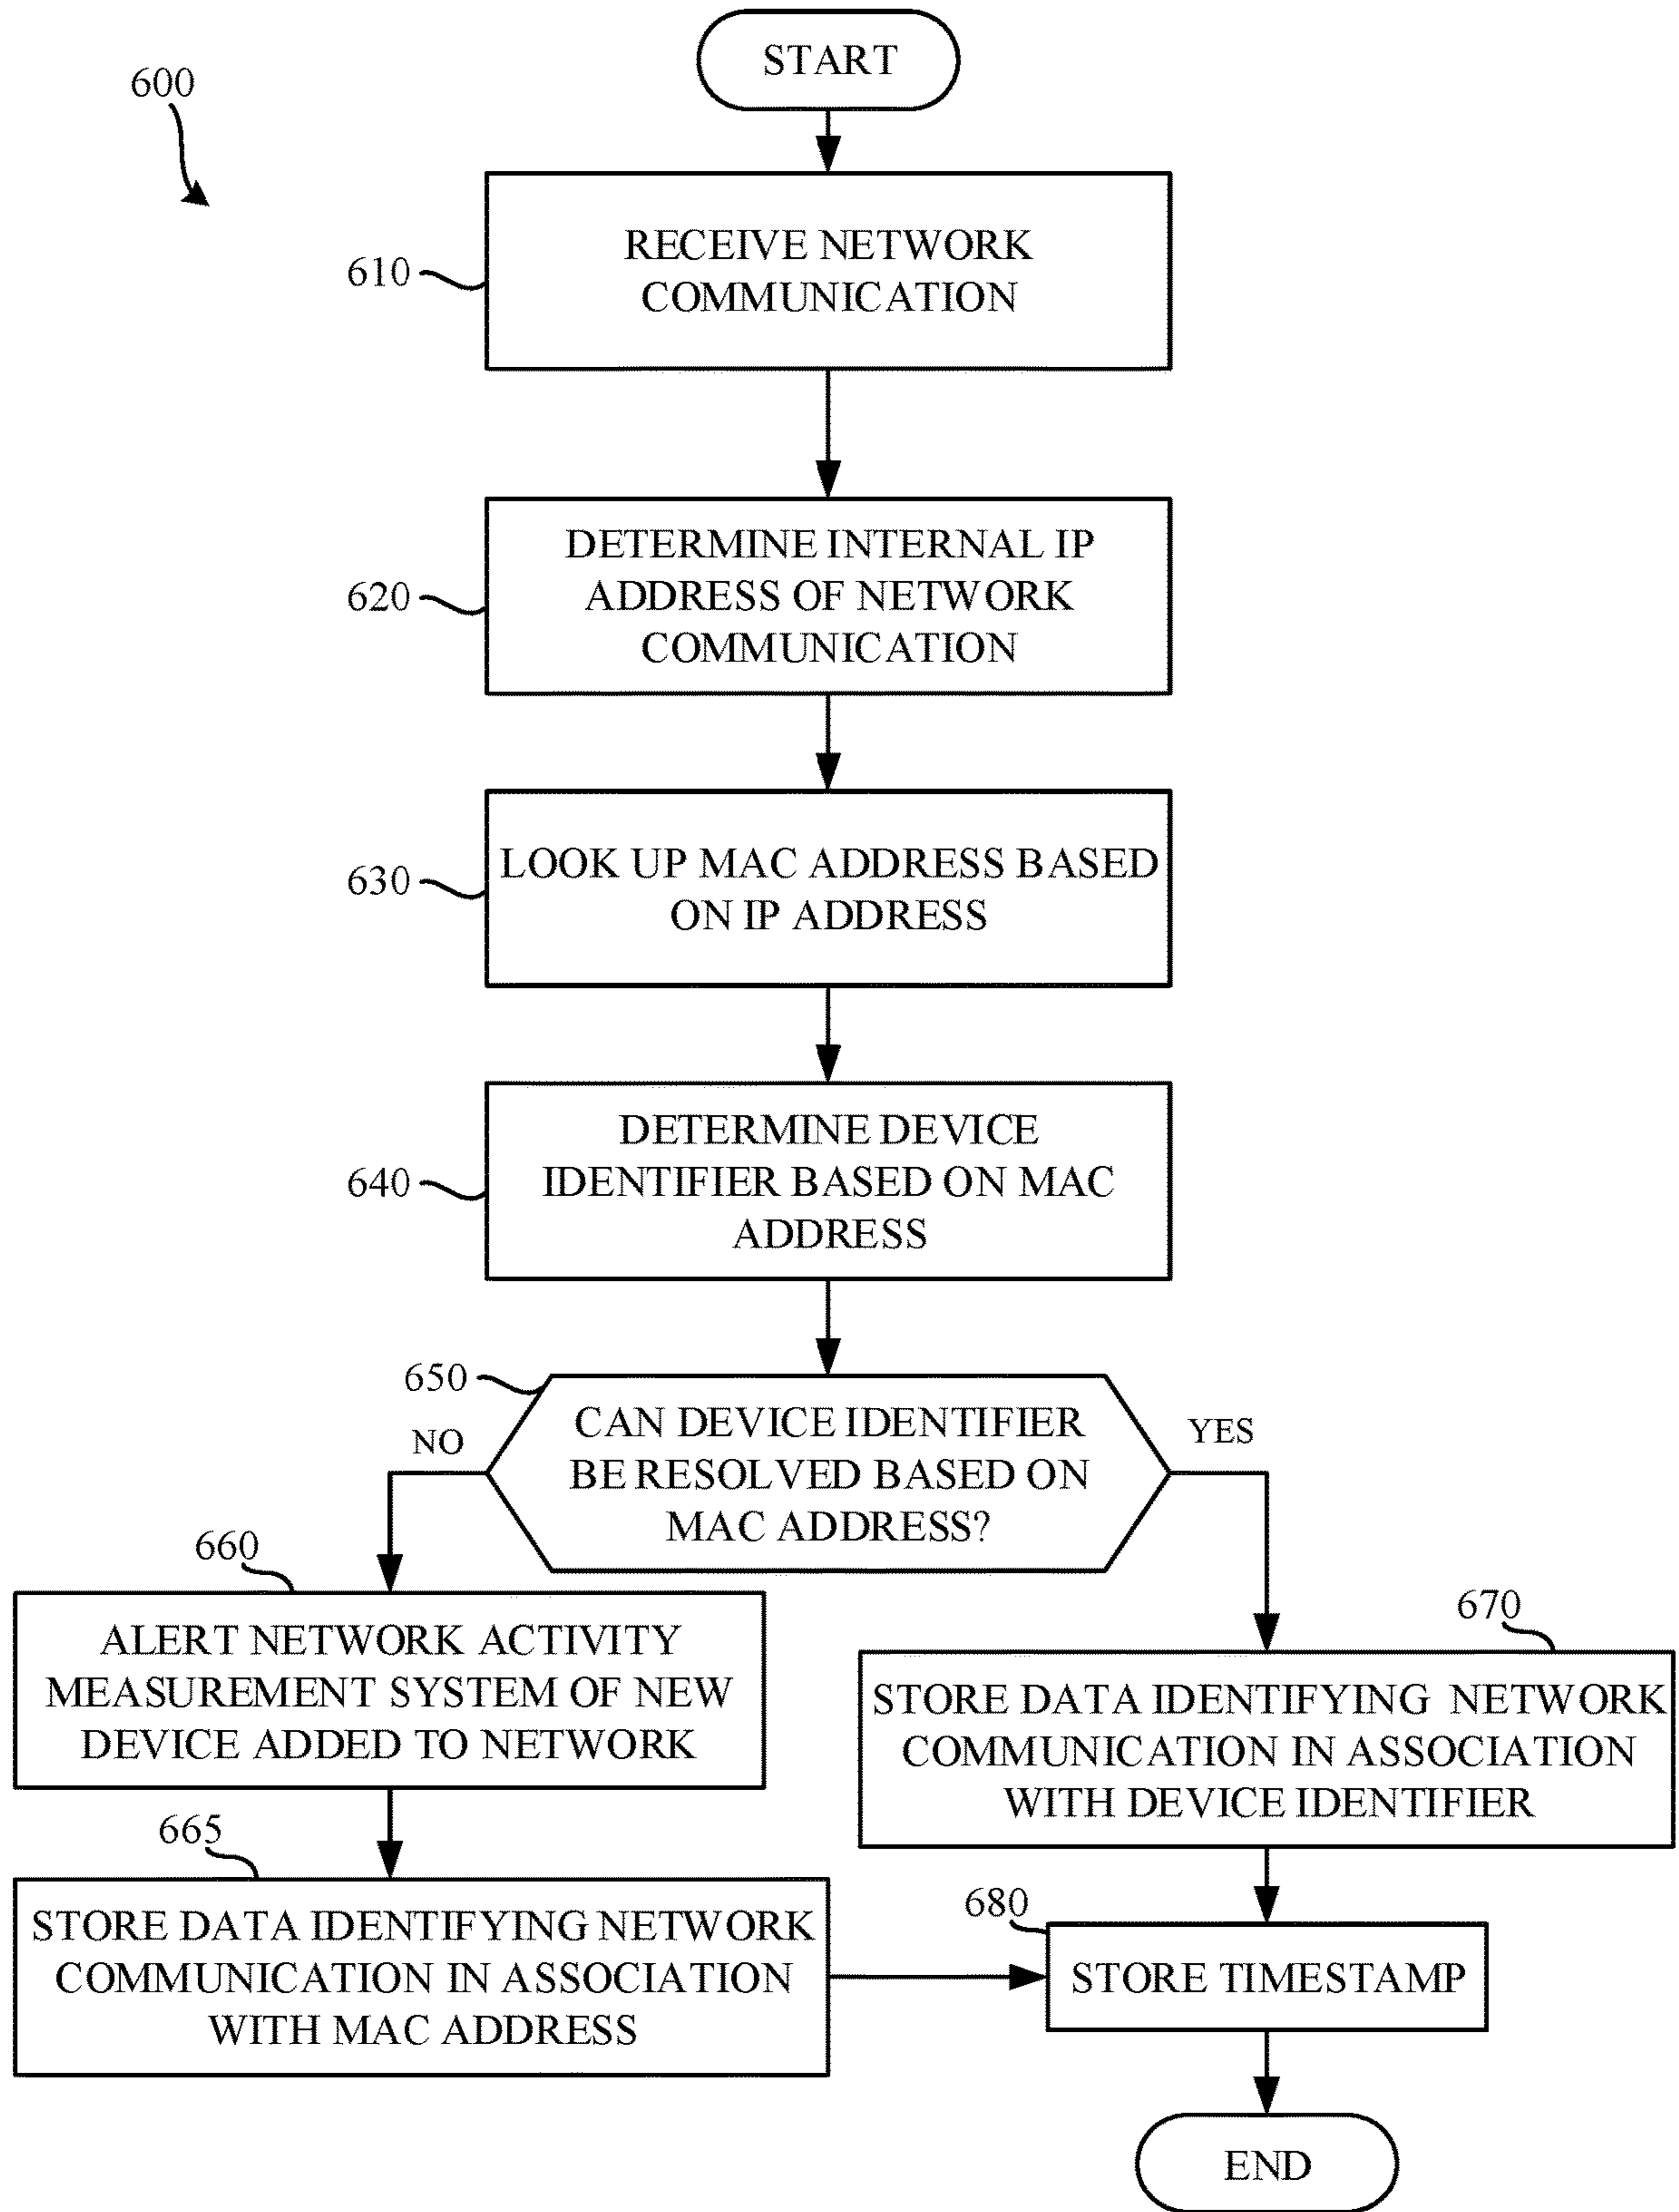 START
600
RECEIVE NETWORK
COMMUNICATION
610
DETERMINE INTERNAL IP
ADDRESS OF NETWORK
COMMUNICATION
620
LOOK UP MAC ADDRESS BASED
ON IP ADDRESS
630
DETERMINE DEVICE
IDENTIFIER BASED ON MAC
ADDRESS
640
650
CAN DEVICE IDENTIFIER
BE RESOLVED BASED ON
MAC ADDRESS?
NO
YES
660
ALERT NETWORK ACTIVITY
MEASUREMENT SYSTEM OF NEW
DEVICE ADDED TO NETWORK
670
STORE DATA IDENTIFYING NETWORK
COMMUNICATION IN ASSOCIATION
WITH DEVICE IDENTIFIER
665
STORE DATA IDENTIFYING NETWORK
COMMUNICATION IN ASSOCIATION
WITH MAC ADDRESS
680
STORE TIMESTAMP
END